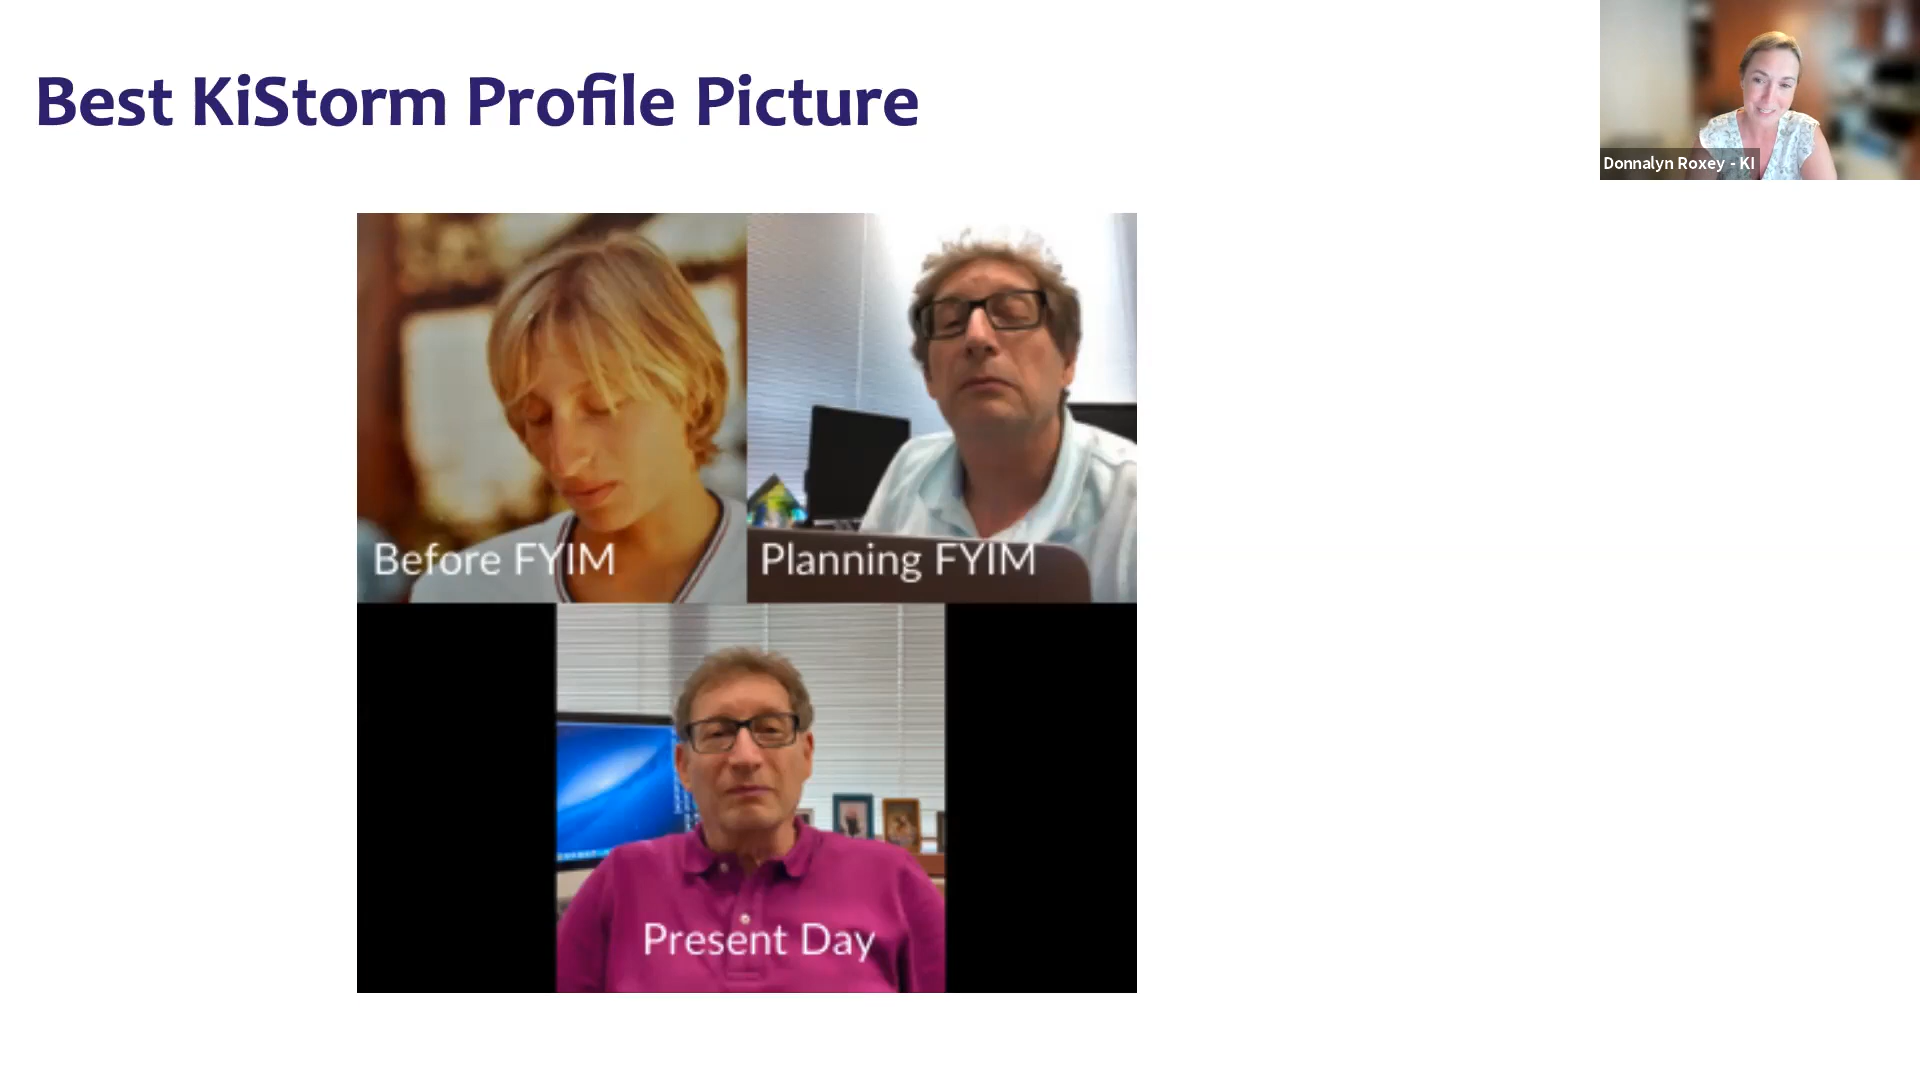 Best KiStorm Profile Picture
Donnalyn Roxey - KI
Before FYIM
Planning FYIM
Present Day